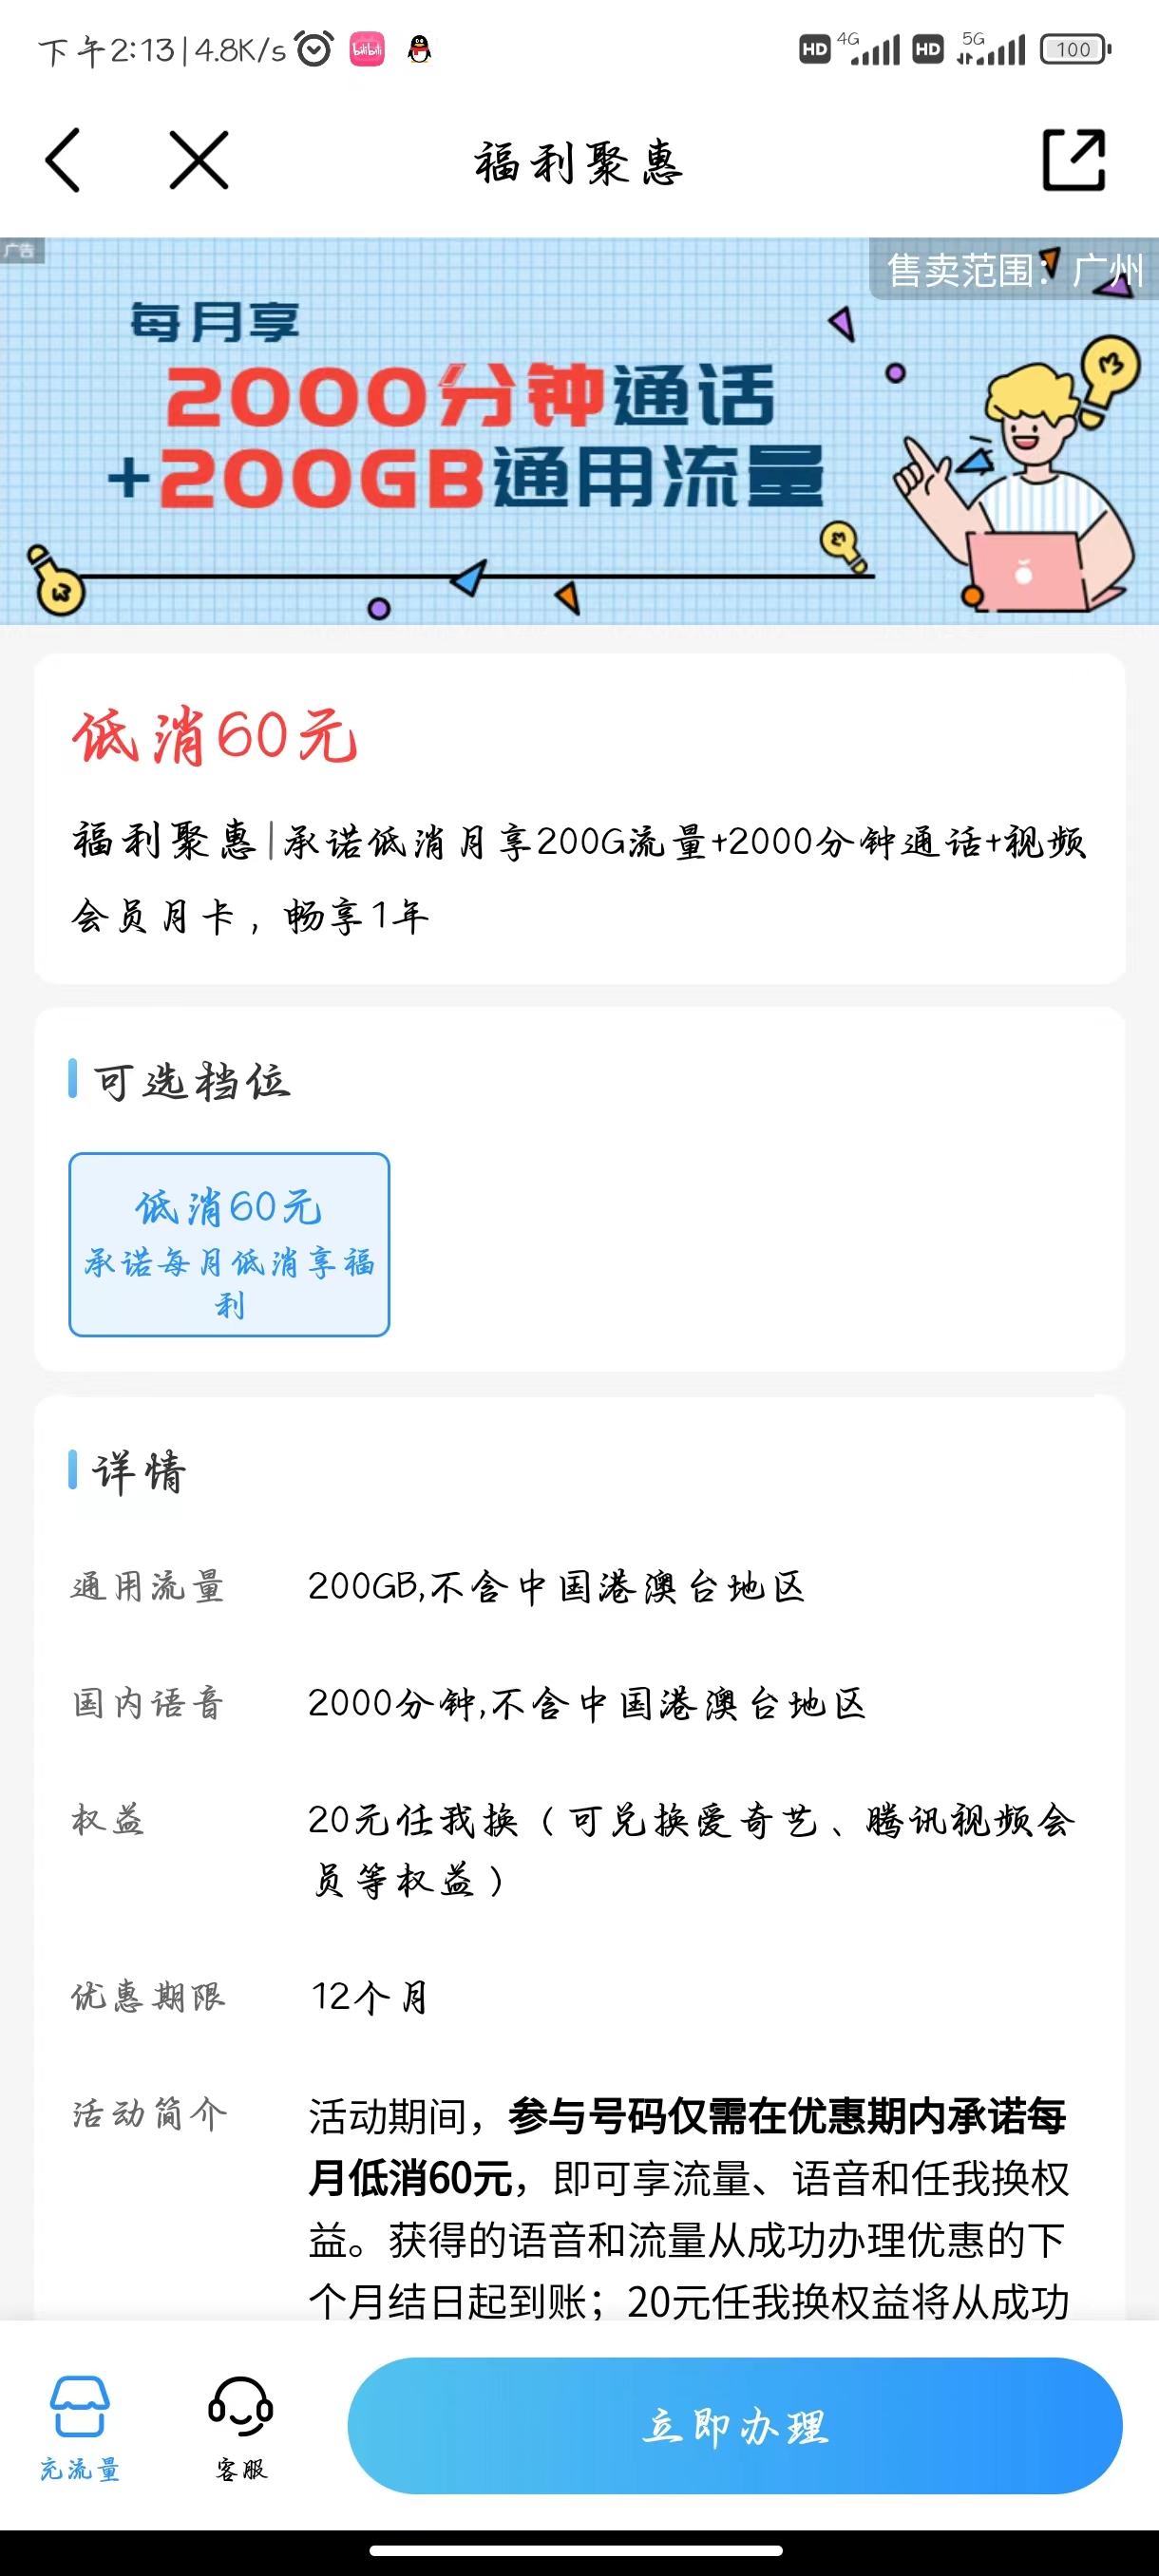 下午2:13|4.8K/s
bilibili
HD 4G HD 5G 100
福利聚惠
广告
售卖范围：广州
每月享
2000分钟通话
+200GB通用流量
低消60元
福利聚惠|承诺低消月享200G流量+2000分钟通话+视频
会员月卡，畅享1年
可选档位
低消60元
承诺每月低消享福
利
详情
通用流量 200GB,不含中国港澳台地区
国内语音 2000分钟,不含中国港澳台地区
权益 20元任我换（可兑换爱奇艺、腾讯视频会
员等权益）
优惠期限 12个月
活动简介 活动期间，参与号码仅需在优惠期内承诺每
月低消60元，即可享流量、语音和任我换权
益。获得的语音和流量从成功办理优惠的下
个月结日起到账；20元任我换权益将从成功
充流量
客服
立即办理